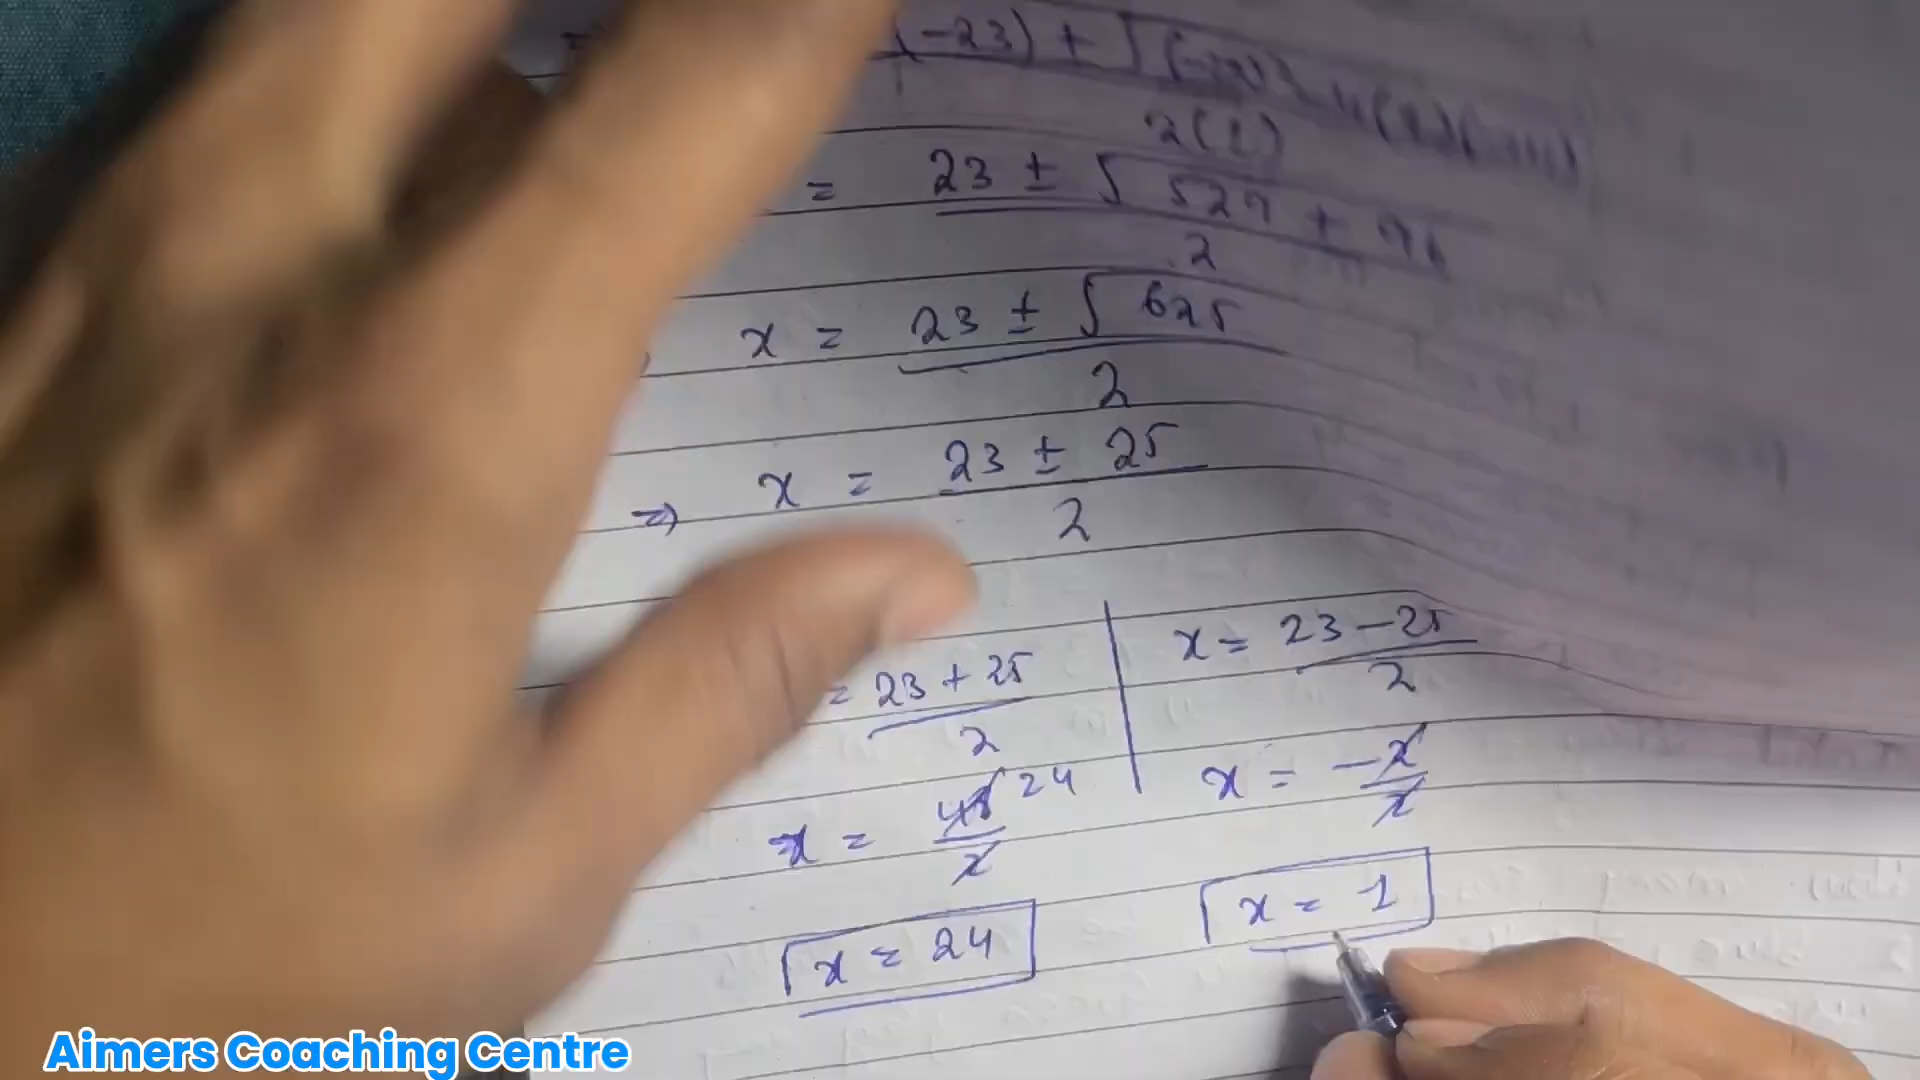 (-23) +
2(1)
= 23 ± √527 + 96
2
x = 23 ± √625
2
=> x = 23 ± 25
2
= 23 + 25
2
x = 23 - 25
2
x = 48 24
2
x = -2
2
x = 24
x = 1
Aimers Coaching Centre